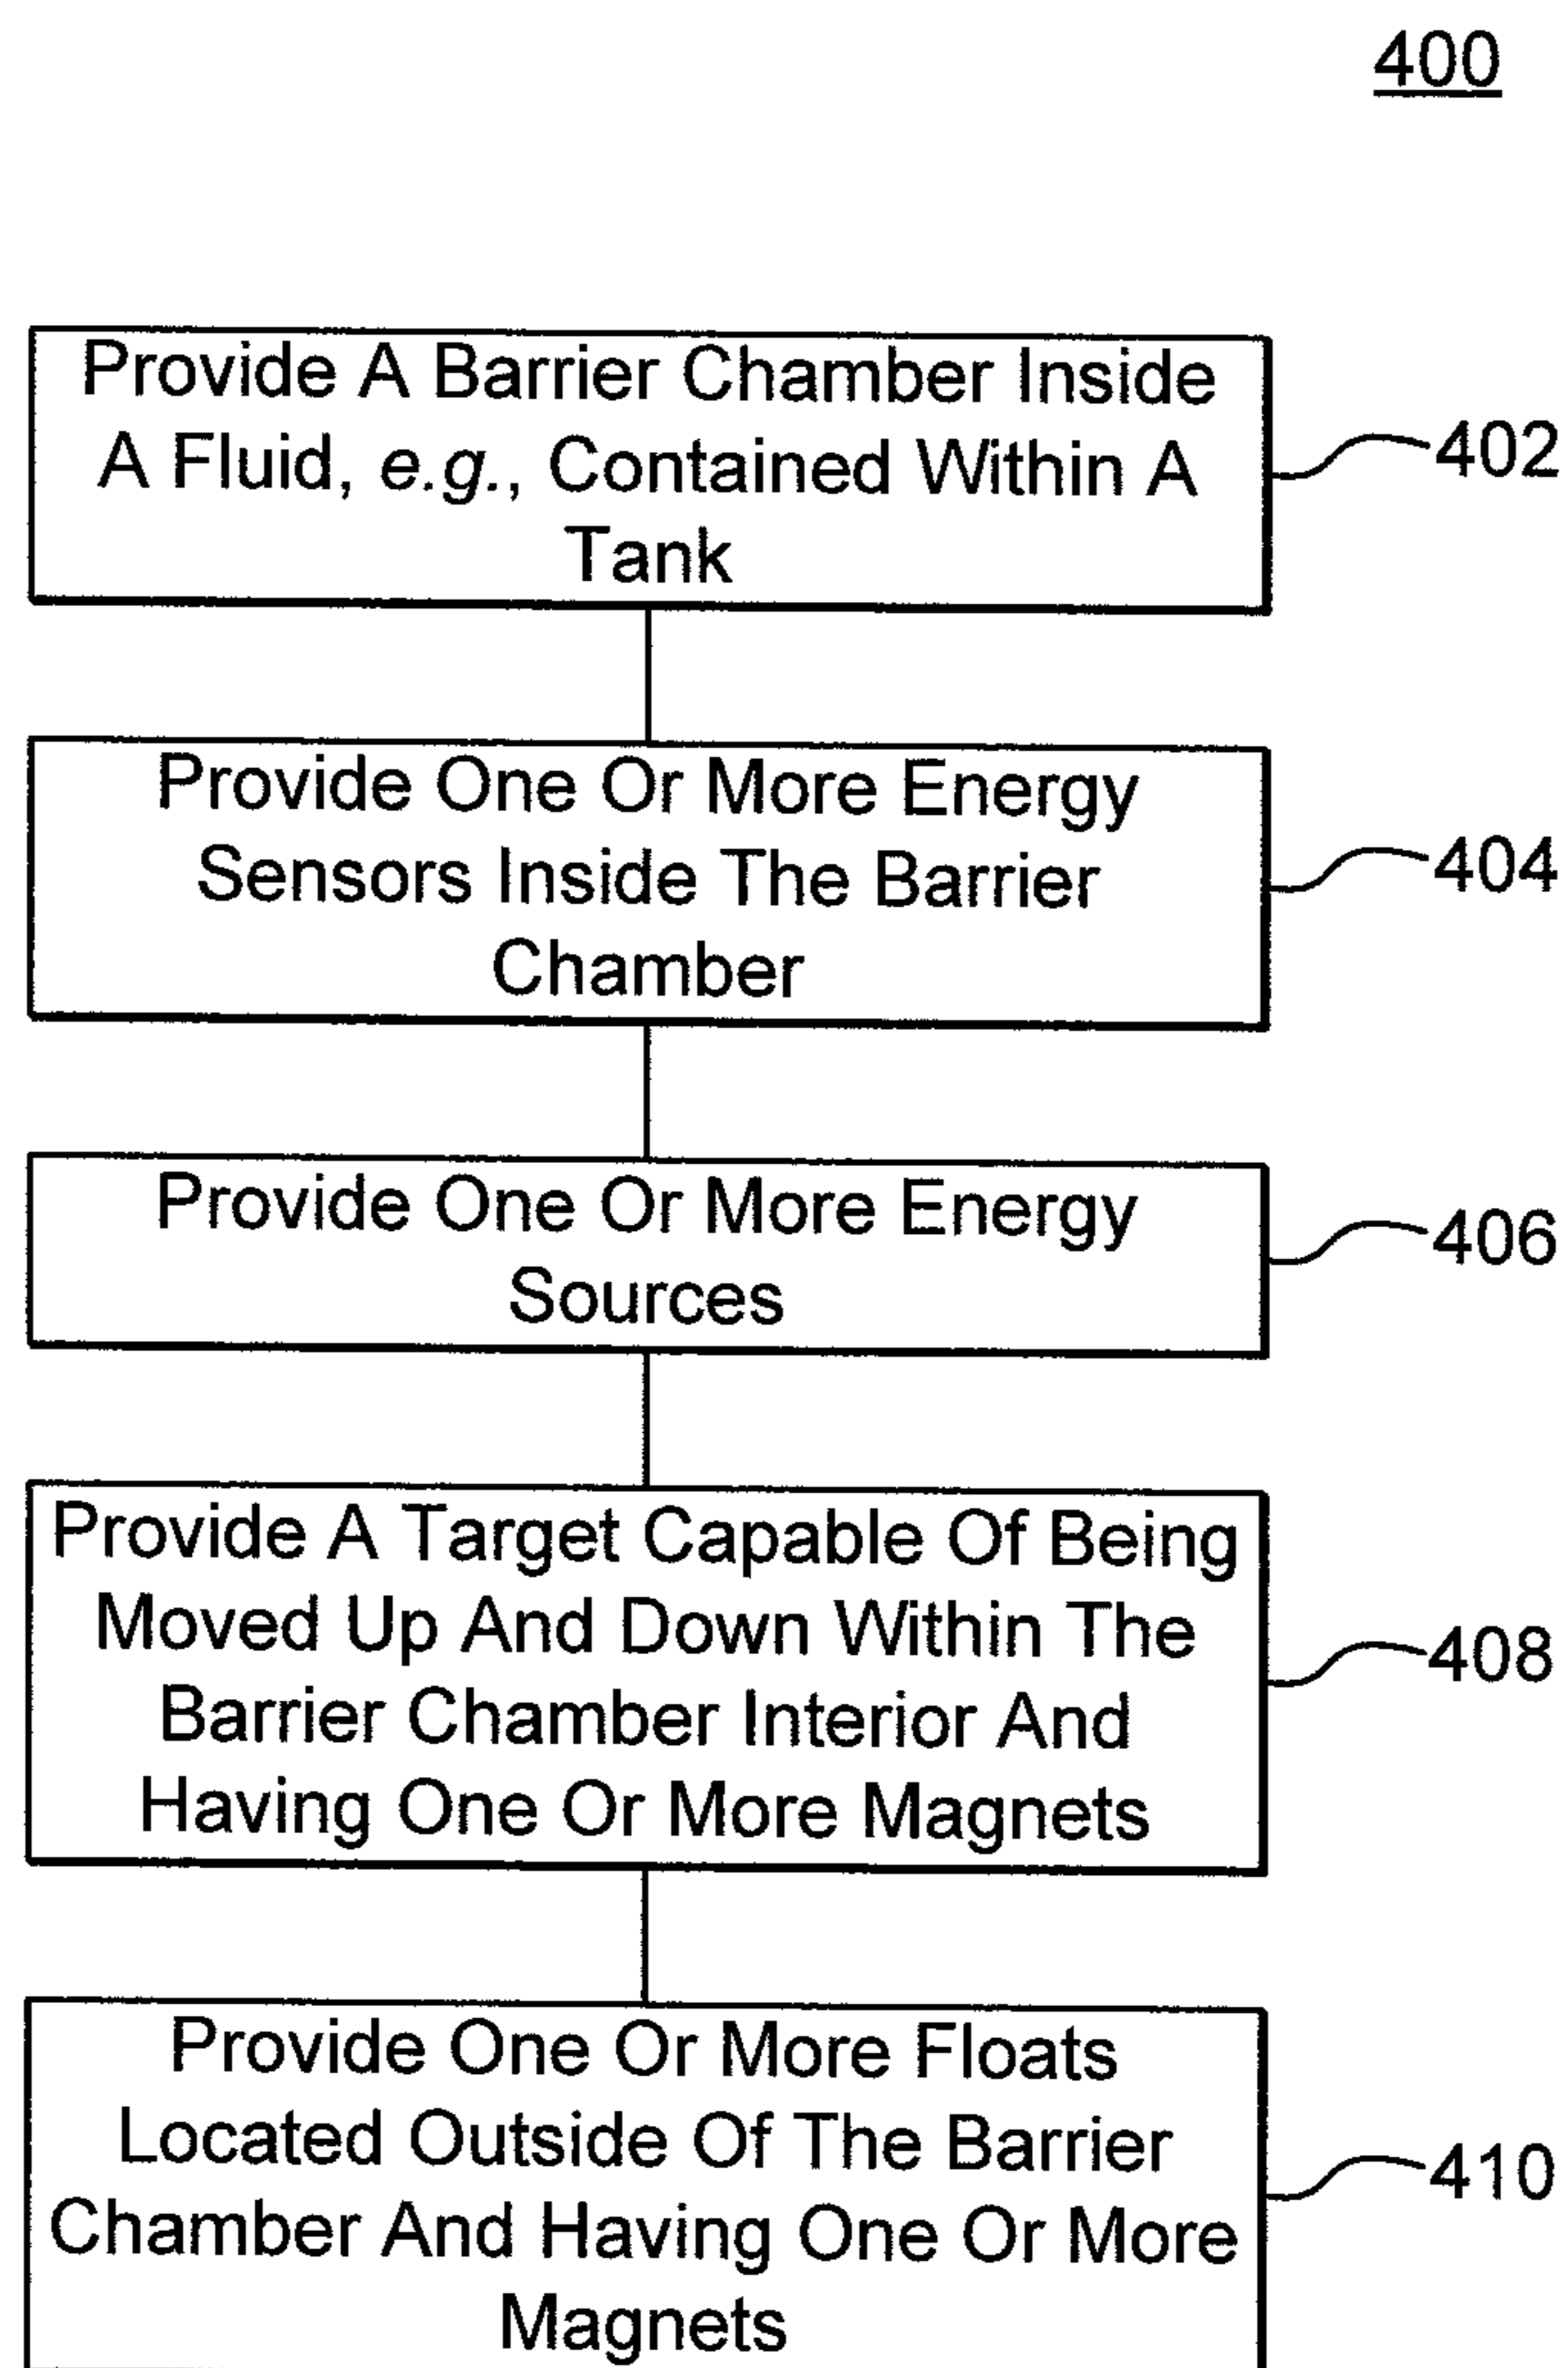 400
Provide A Barrier Chamber Inside
A Fluid, e.g., Contained Within A
Tank
402
Provide One Or More Energy
Sensors Inside The Barrier
Chamber
404
Provide One Or More Energy
Sources
406
Provide A Target Capable Of Being
Moved Up And Down Within The
Barrier Chamber Interior And
Having One Or More Magnets
408
Provide One Or More Floats
Located Outside Of The Barrier
Chamber And Having One Or More
Magnets
410